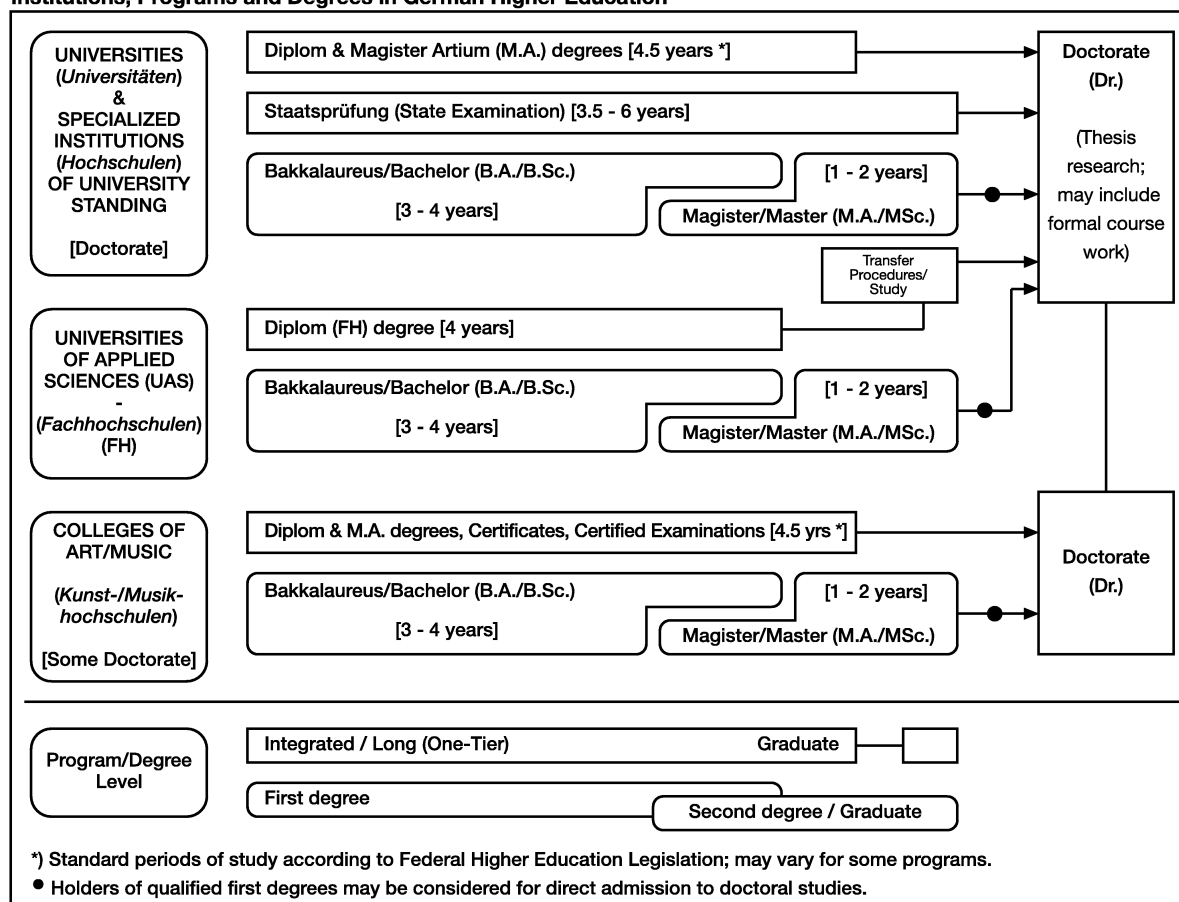 Institutions, Programs and Degrees in German Higher Education
UNIVERSITIES
(Universitäten)
&
SPECIALIZED
INSTITUTIONS
(Hochschulen)
OF UNIVERSITY
STANDING
[Doctorate]
Diplom & Magister Artium (M.A.) degrees [4.5 years *]
Staatsprüfung (State Examination) [3.5 - 6 years]
Bakkalaureus/Bachelor (B.A./B.Sc.)
[3 - 4 years]
[1 - 2 years]
Magister/Master (M.A./MSc.)
Transfer
Procedures/
Study
Doctorate
(Dr.)
(Thesis
research;
may include
formal course
work)
UNIVERSITIES
OF APPLIED
SCIENCES (UAS)
-
(Fachhochschulen)
(FH)
Diplom (FH) degree [4 years]
Bakkalaureus/Bachelor (B.A./B.Sc.)
[3 - 4 years]
[1 - 2 years]
Magister/Master (M.A./MSc.)
COLLEGES OF
ART/MUSIC
(Kunst-/Musik-
hochschulen)
[Some Doctorate]
Diplom & M.A. degrees, Certificates, Certified Examinations [4.5 yrs *]
Bakkalaureus/Bachelor (B.A./B.Sc.)
[3 - 4 years]
[1 - 2 years]
Magister/Master (M.A./MSc.)
Doctorate
(Dr.)
Program/Degree
Level
Integrated / Long (One-Tier)
Graduate
First degree
Second degree / Graduate
*) Standard periods of study according to Federal Higher Education Legislation; may vary for some programs.
● Holders of qualified first degrees may be considered for direct admission to doctoral studies.